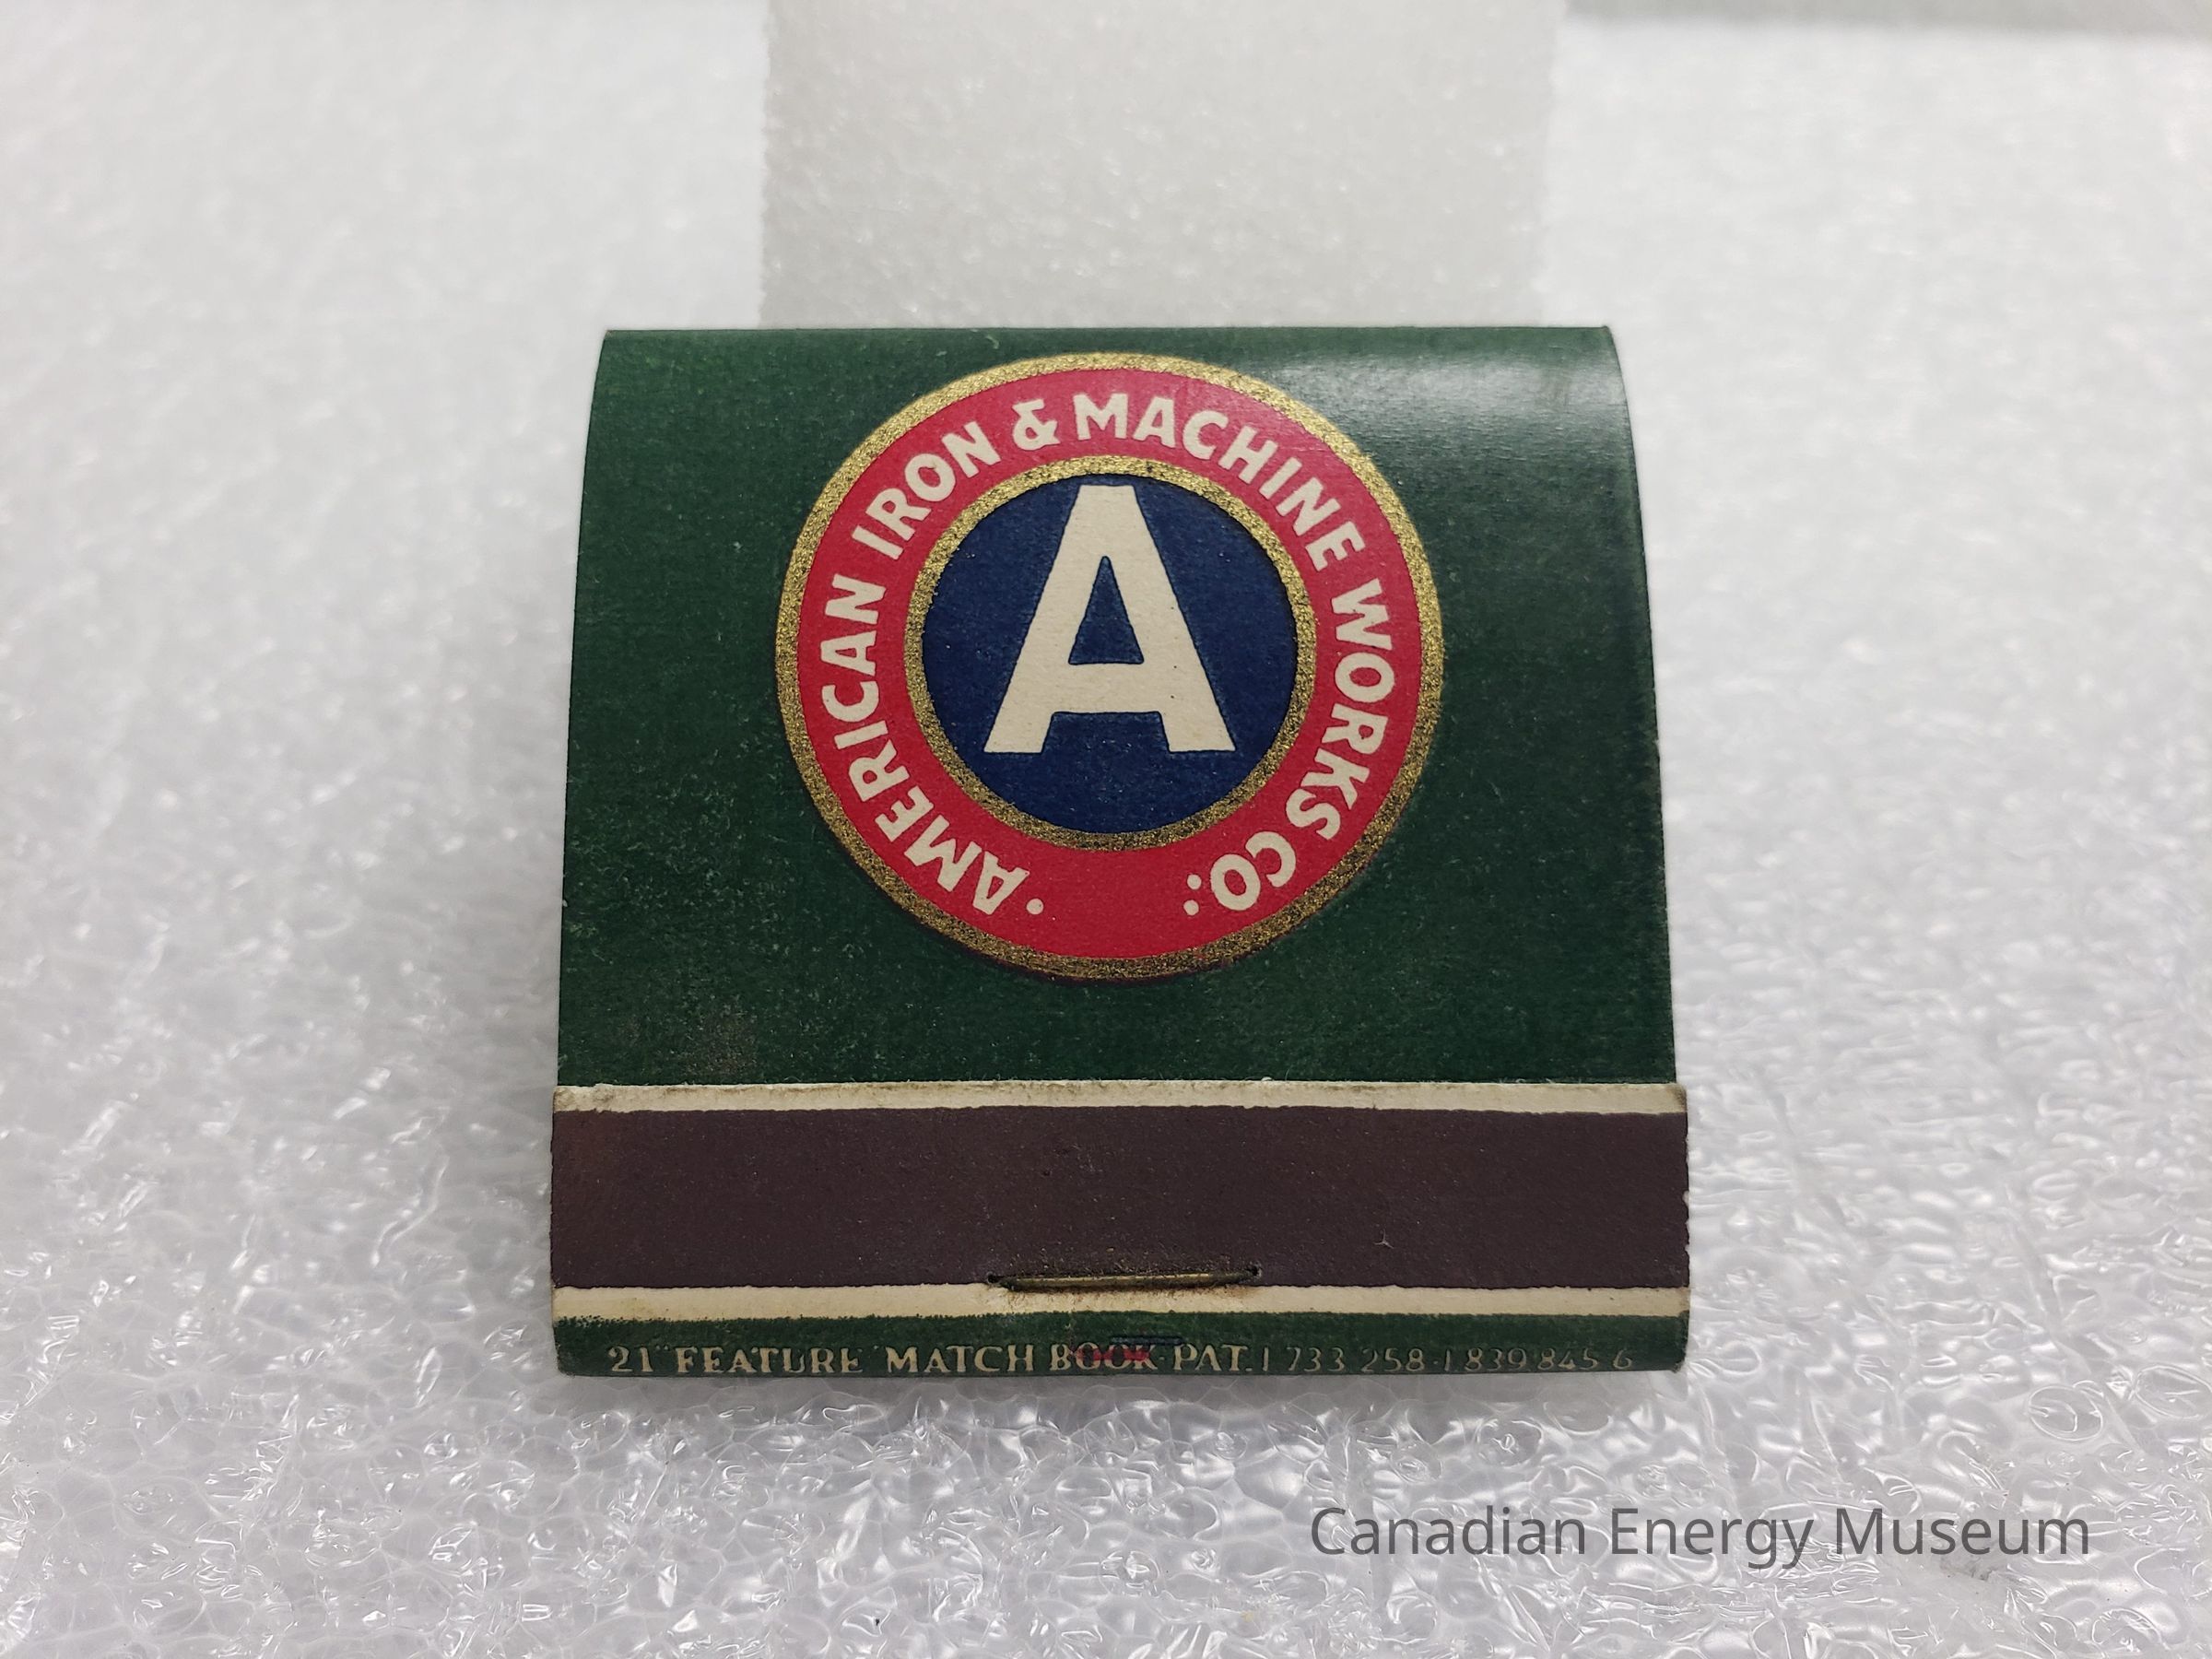 · AMERICAN IRON & MACHINE WORKS CO. ·
A
21 "FEATURE" MATCH BOOK-PAT. 1 733 258-1 839 845 6
Canadian Energy Museum